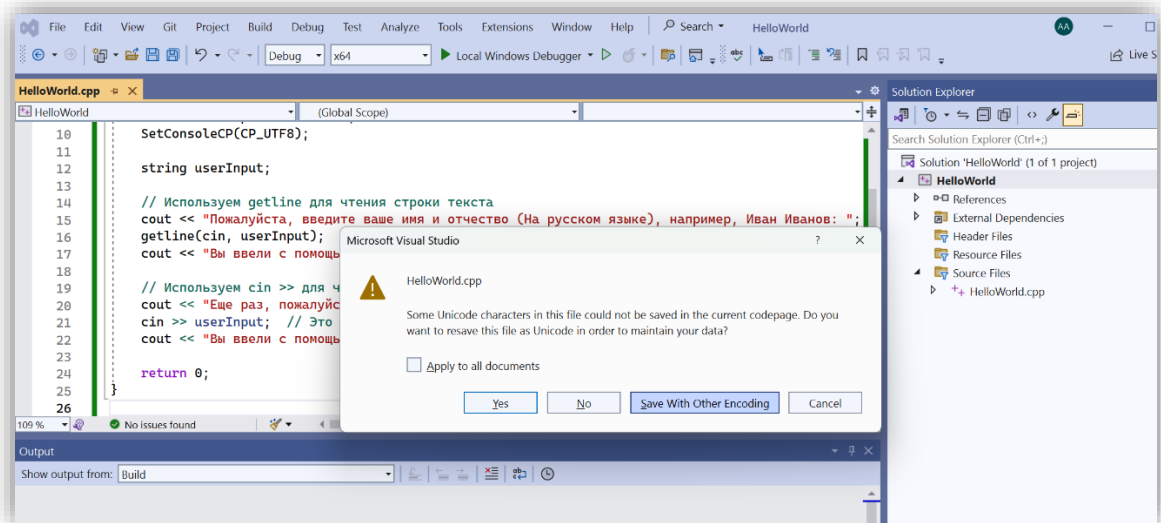 File Edit View Git Project Build Debug Test Analyze Tools Extensions Window Help Search HelloWorld AA
Debug x64 Local Windows Debugger Live S
HelloWorld.cpp
HelloWorld (Global Scope)
10 SetConsoleCP(CP_UTF8);
11
12 string userInput;
13
14 // Используем getline для чтения строки текста
15 cout << "Пожалуйста, введите ваше имя и отчество (На русском языке), например, Иван Иванов: ";
16 getline(cin, userInput);
17 cout << "Вы ввели с помощь
18
19 // Используем cin >> для ч
20 cout << "Еще раз, пожалуйс
21 cin >> userInput; // Это
22 cout << "Вы ввели с помощь
23
24 return 0;
25 }
26
109 % No issues found
Output
Show output from: Build
Microsoft Visual Studio ? X
HelloWorld.cpp
Some Unicode characters in this file could not be saved in the current codepage. Do you
want to resave this file as Unicode in order to maintain your data?
Apply to all documents
Yes No Save With Other Encoding Cancel
Solution Explorer
Search Solution Explorer (Ctrl+;)
Solution 'HelloWorld' (1 of 1 project)
HelloWorld
References
External Dependencies
Header Files
Resource Files
Source Files
HelloWorld.cpp